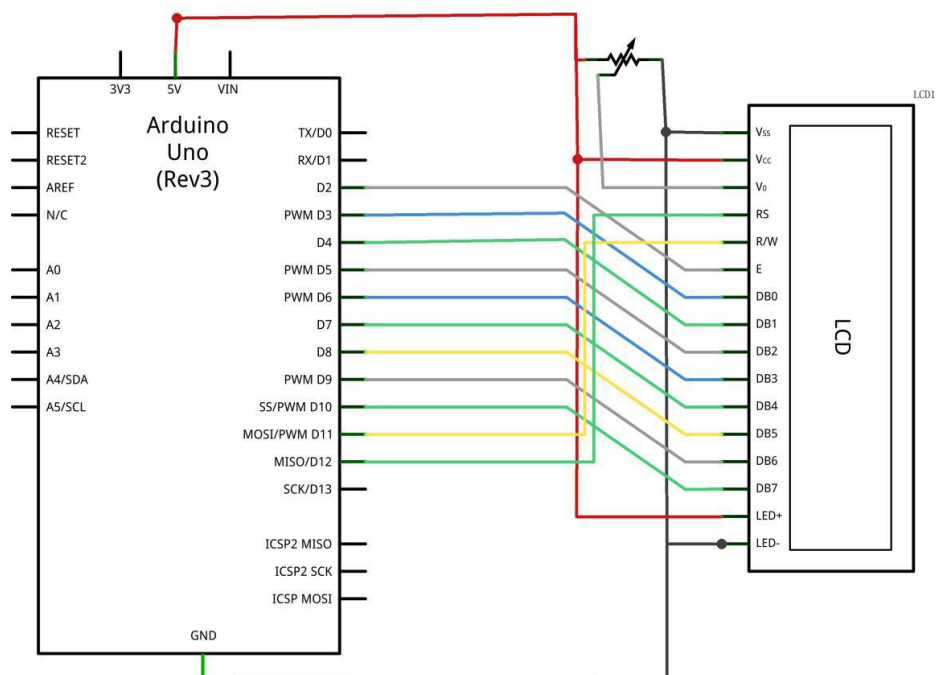 LCD1
3V3
5V
VIN
Arduino
Uno
(Rev3)
RESET
RESET2
AREF
N/C
A0
A1
A2
A3
A4/SDA
A5/SCL
TX/D0
RX/D1
D2
PWM D3
D4
PWM D5
PWM D6
D7
D8
PWM D9
SS/PWM D10
MOSI/PWM D11
MISO/D12
SCK/D13
ICSP2 MISO
ICSP2 SCK
ICSP MOSI
GND
Vss
Vcc
V0
RS
R/W
E
DB0
DB1
DB2
DB3
DB4
DB5
DB6
DB7
LED+
LED-
LCD